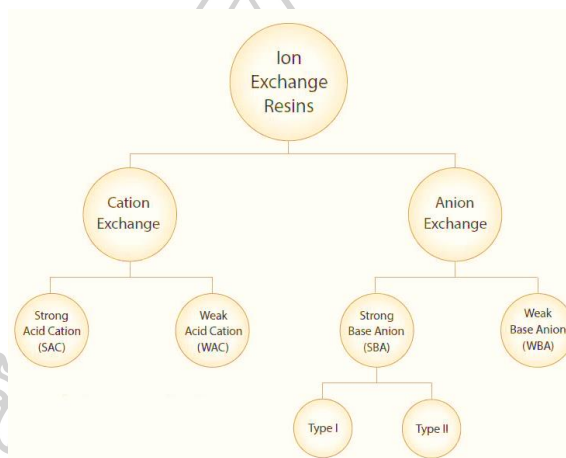 Ion
Exchange
Resins
Cation
Exchange
Anion
Exchange
Strong
Acid Cation
(SAC)
Weak
Acid Cation
(WAC)
Strong
Base Anion
(SBA)
Weak
Base Anion
(WBA)
Type I
Type II